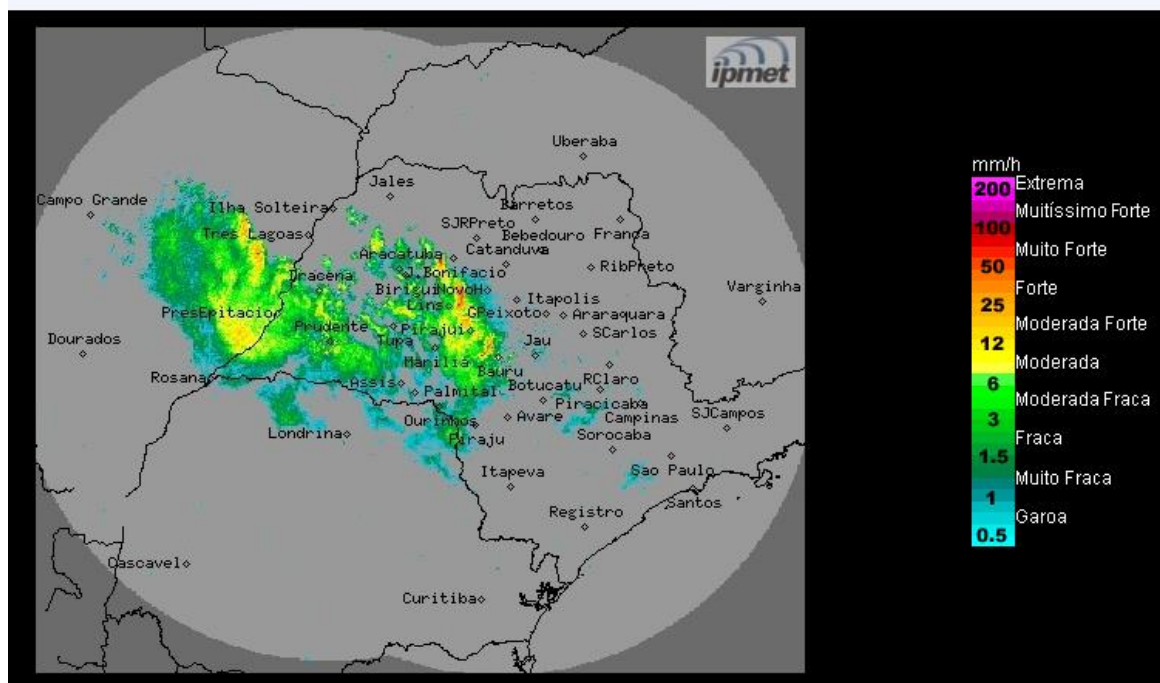 ipmet
Uberaba
Jales
Campo Grande
Ilha Solteira
Barretos
SJRPreto
Tres Lagoas
Bebedouro
Franca
Aracatuba
Catanduva
Dracena
J.Bonifacio
RibPreto
Birigui
NovoH
Varginha
Lins
Itapolis
PresEpitacio
GPeixoto
Araraquara
Prudente
Pirajui
SCarlos
Dourados
Tupa
Jau
Marilia
Bauru
Rosana
Assis
Botucatu
RClaro
Palmital
Piracicaba
SJCampos
Ourinhos
Avare
Campinas
Londrina
Piraju
Sorocaba
Itapeva
Sao Paulo
Santos
Registro
Cascavel
Curitiba
mm/h
200
Extrema
Muitíssimo Forte
100
Muito Forte
50
Forte
25
Moderada Forte
12
Moderada
6
Moderada Fraca
3
Fraca
1.5
Muito Fraca
1
Garoa
0.5